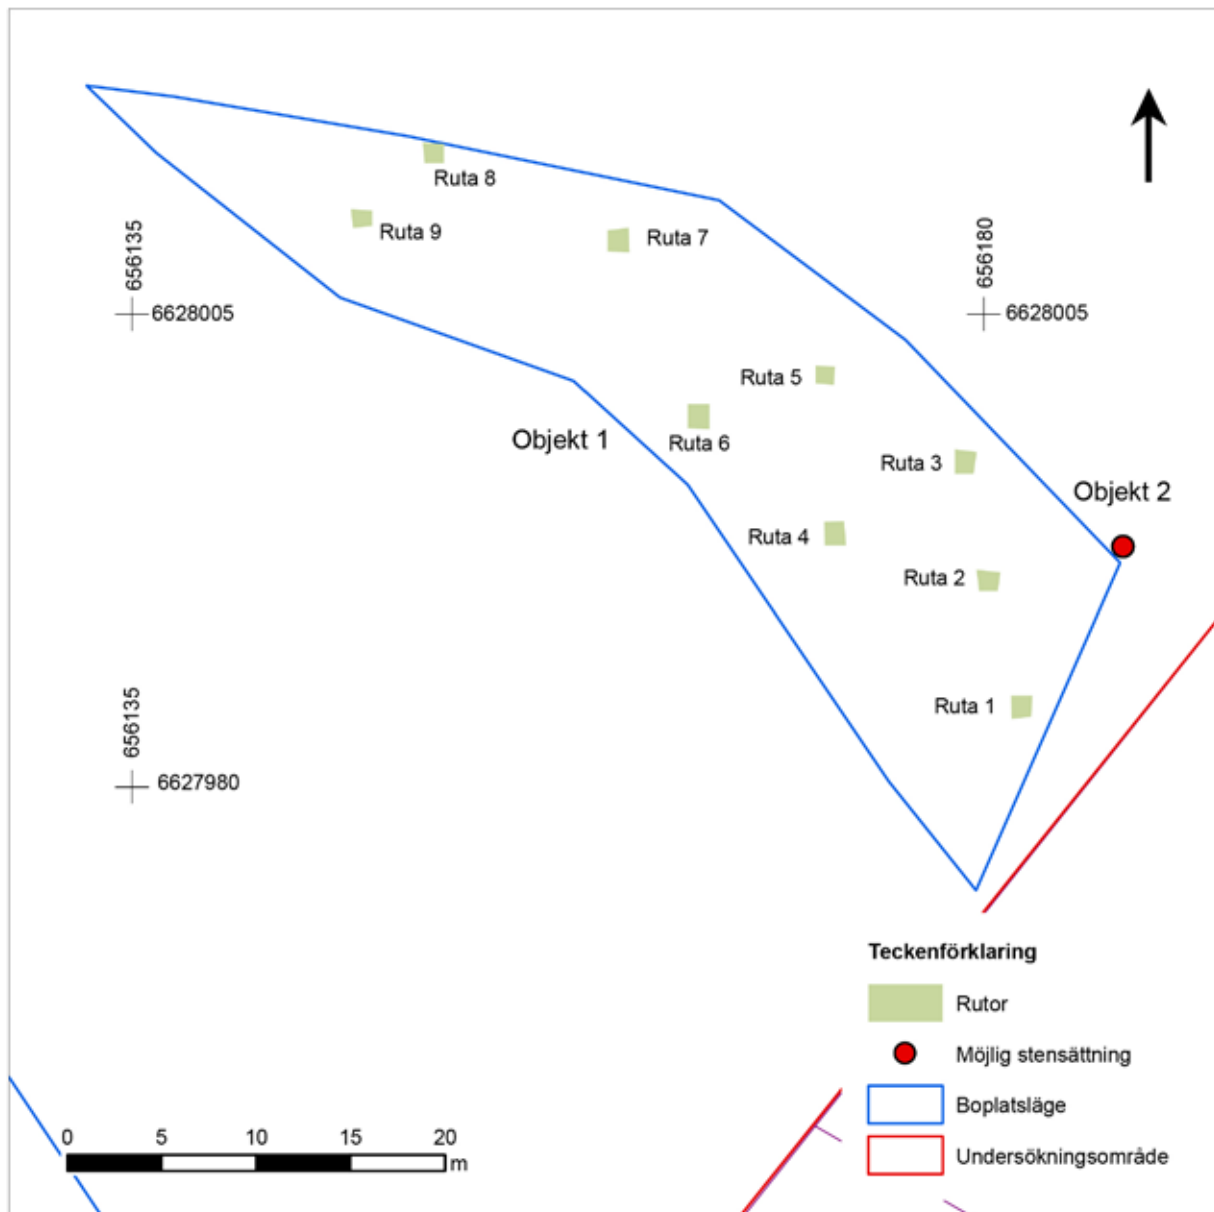 Ruta 8
Ruta 9
Ruta 7
656135
6628005
656180
6628005
Ruta 5
Ruta 6
Objekt 1
Ruta 3
Objekt 2
Ruta 4
Ruta 2
Ruta 1
656135
6627980
Teckenförklaring
Rutor
Möjlig stensättning
Boplatsläge
Undersökningsområde
0 5 10 15 20
m